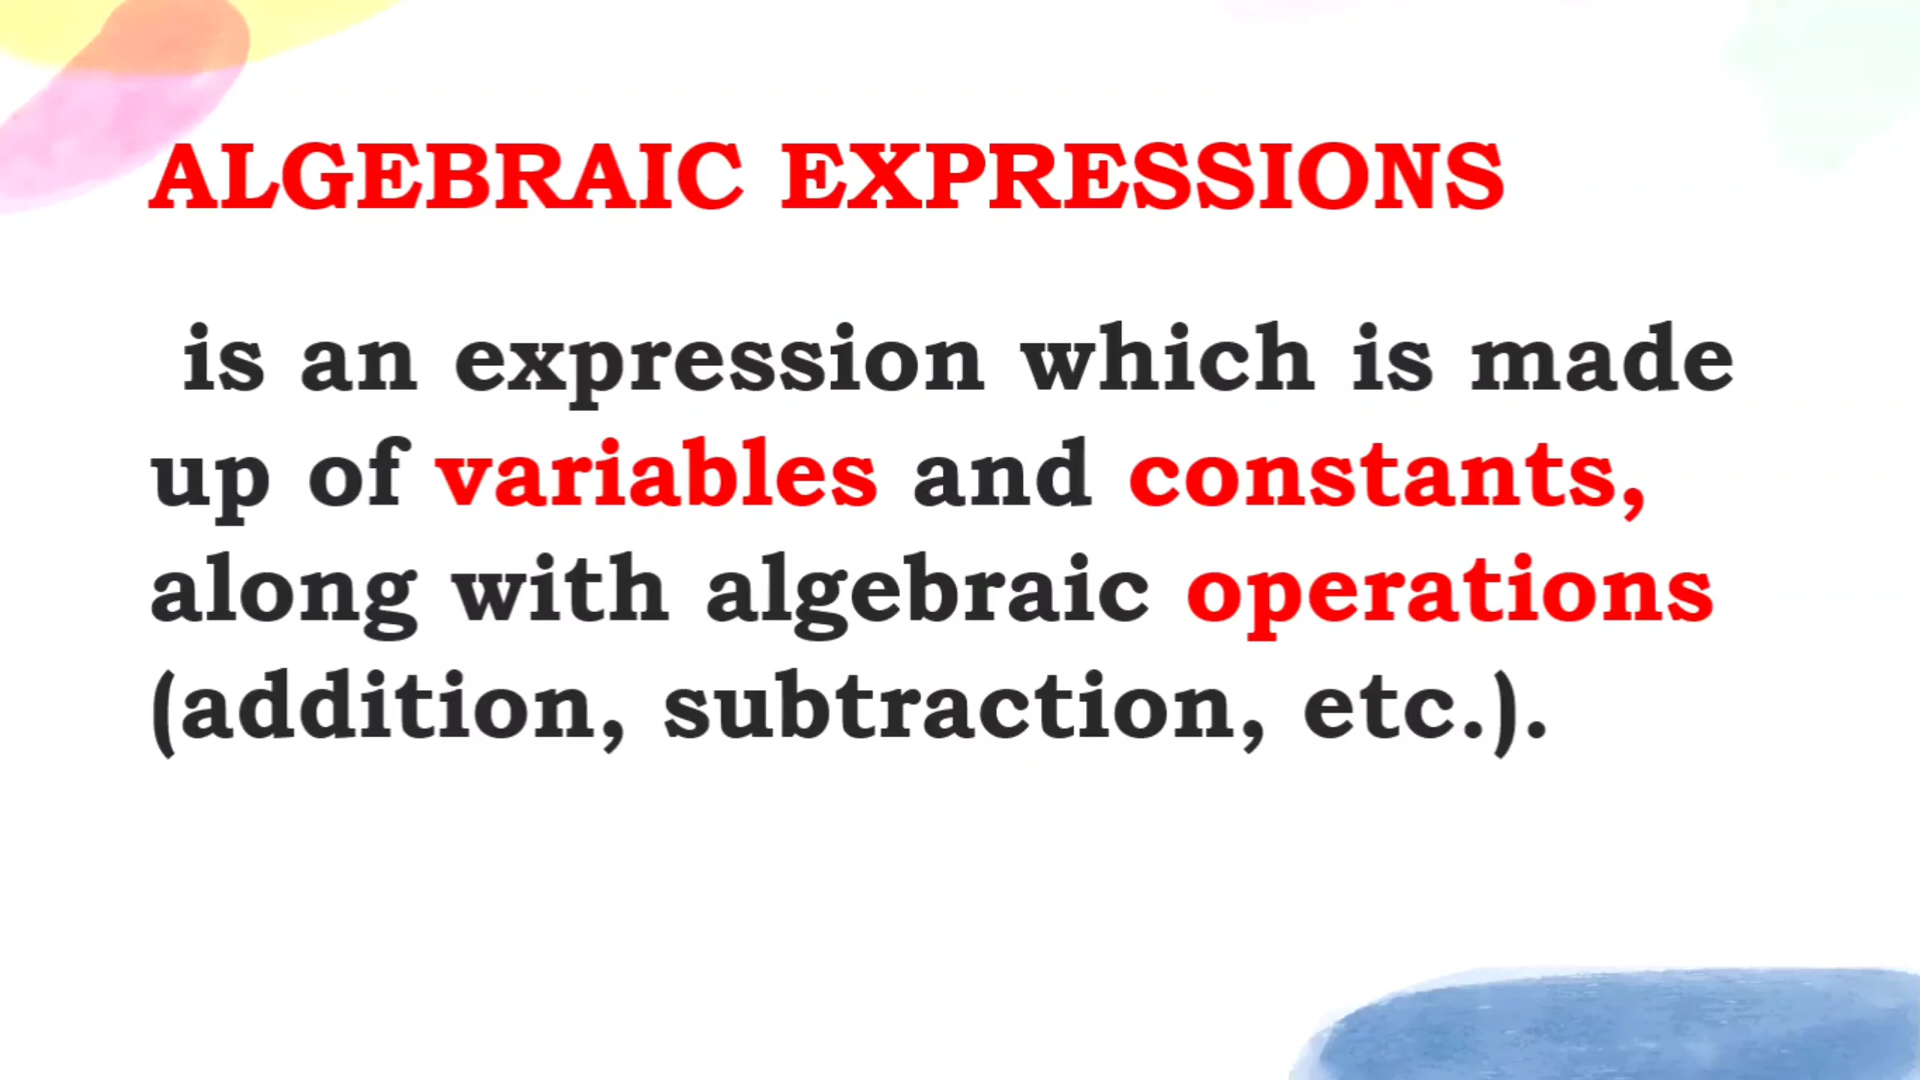 ALGEBRAIC EXPRESSIONS
is an expression which is made
up of variables and constants,
along with algebraic operations
(addition, subtraction, etc.).